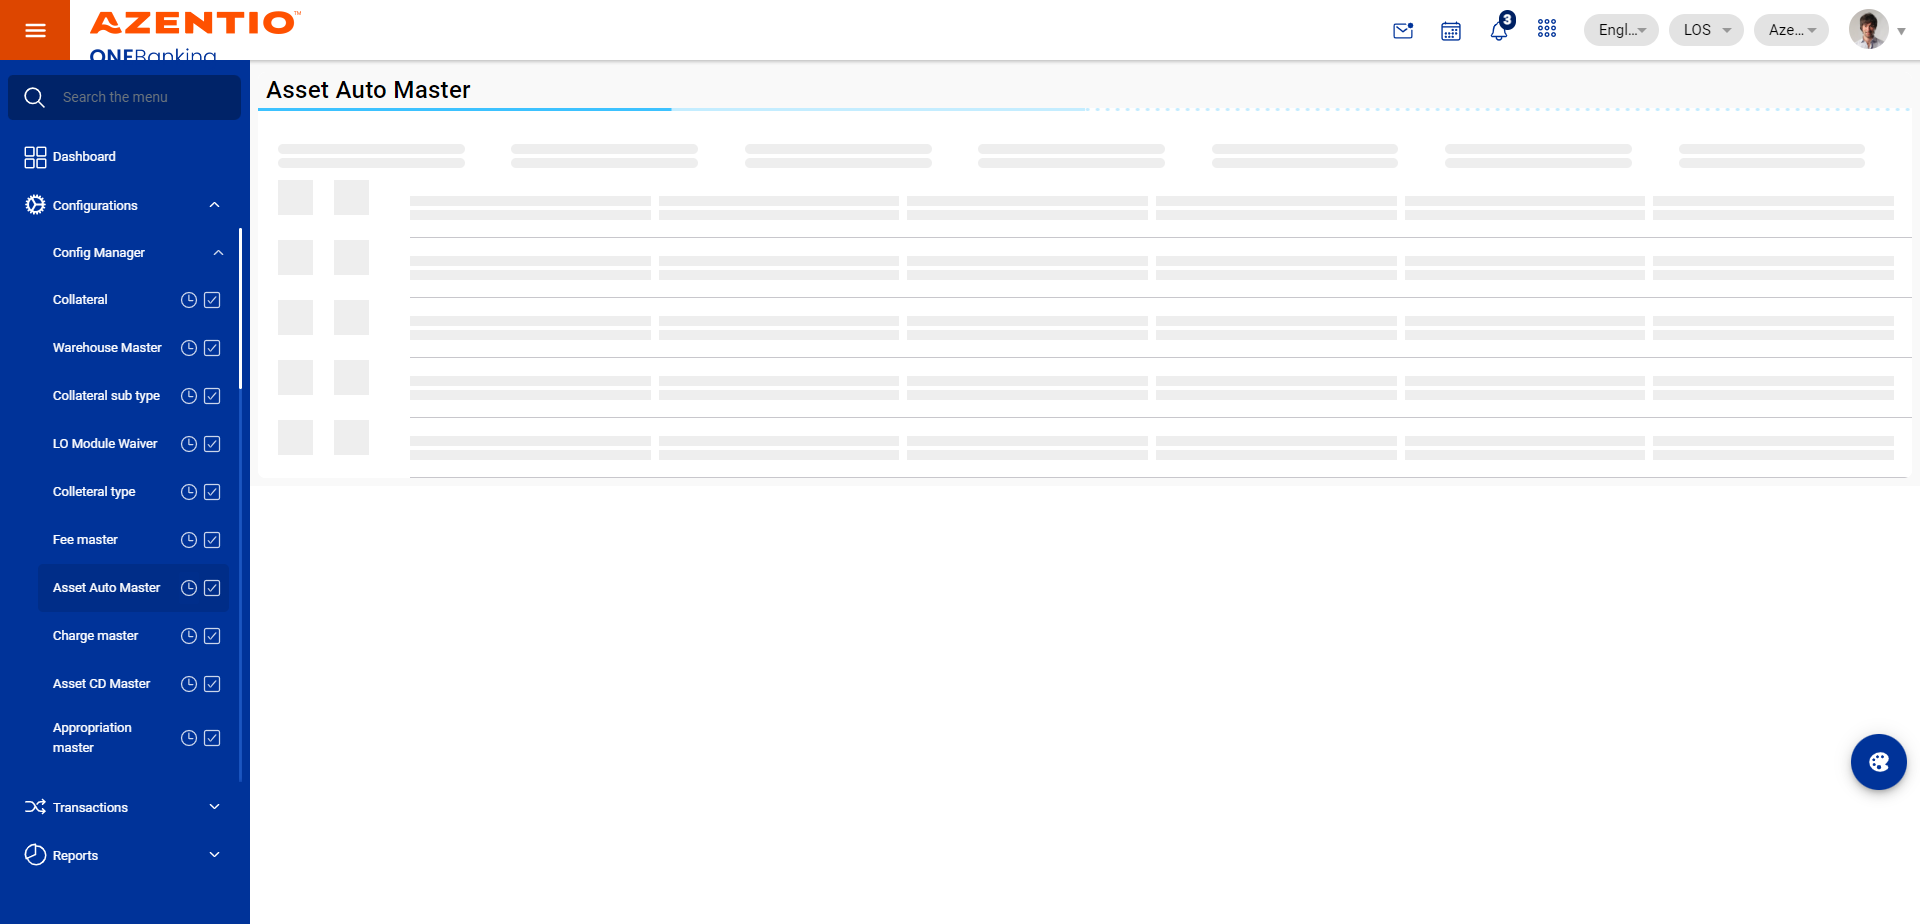 AZENTIO™
ONEBanking
3
Engl...
LOS
Aze...
Search the menu
Asset Auto Master
Dashboard
Configurations
Config Manager
Collateral
Warehouse Master
Collateral sub type
LO Module Waiver
Colleteral type
Fee master
Asset Auto Master
Charge master
Asset CD Master
Appropriation
master
Transactions
Reports